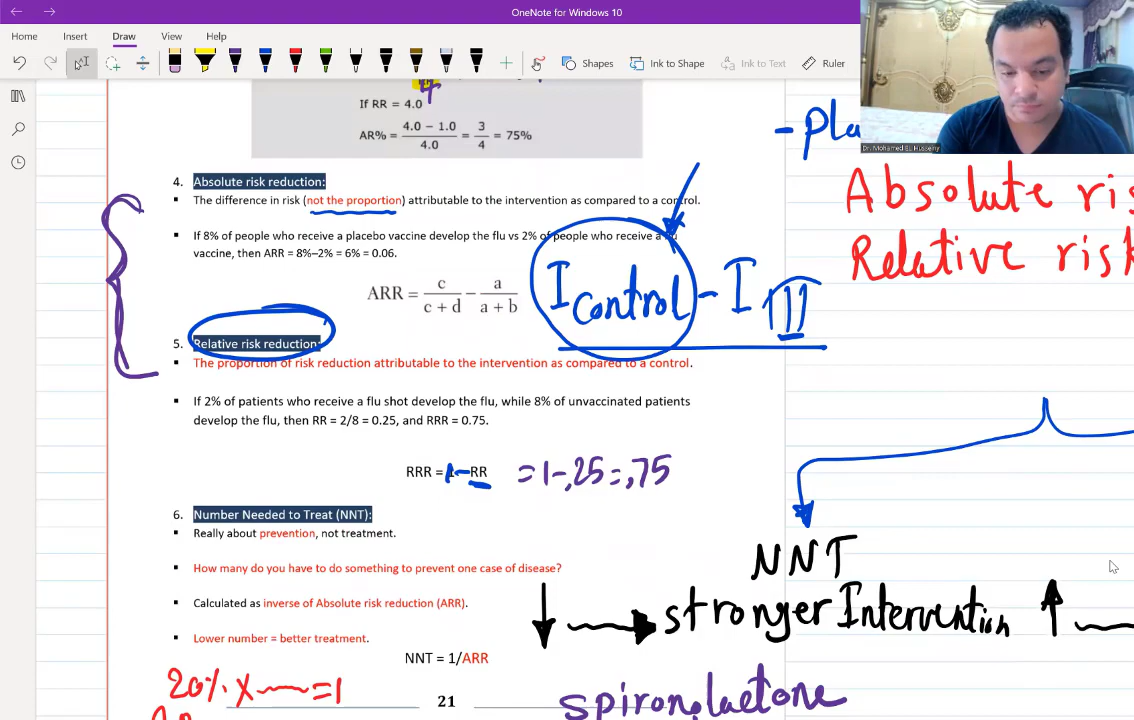 OneNote for Windows 10
Home Insert Draw View Help
Shapes Ink to Shape Ink to Text Ruler
If RR = 4.0
AR% = 4.0 − 1.0 / 4.0 = 3 / 4 = 75%
Dr. Mohamed EL Husseiny
4. Absolute risk reduction:
The difference in risk (not the proportion) attributable to the intervention as compared to a control.
If 8% of people who receive a placebo vaccine develop the flu vs 2% of people who receive a flu
vaccine, then ARR = 8%–2% = 6% = 0.06.
ARR = c / c + d − a / a + b
I control - I
Absolute
Relative
5. Relative risk reduction:
The proportion of risk reduction attributable to the intervention as compared to a control.
If 2% of patients who receive a flu shot develop the flu, while 8% of unvaccinated patients
develop the flu, then RR = 2/8 = 0.25, and RRR = 0.75.
RRR = 1 − RR = 1 - .25 = .75
6. Number Needed to Treat (NNT):
Really about prevention, not treatment.
How many do you have to do something to prevent one case of disease?
Calculated as inverse of Absolute risk reduction (ARR).
Lower number = better treatment.
NNT = 1/ARR
NNT
↓ → stronger Intervention ↑
20% x = 1
21
spironolactone